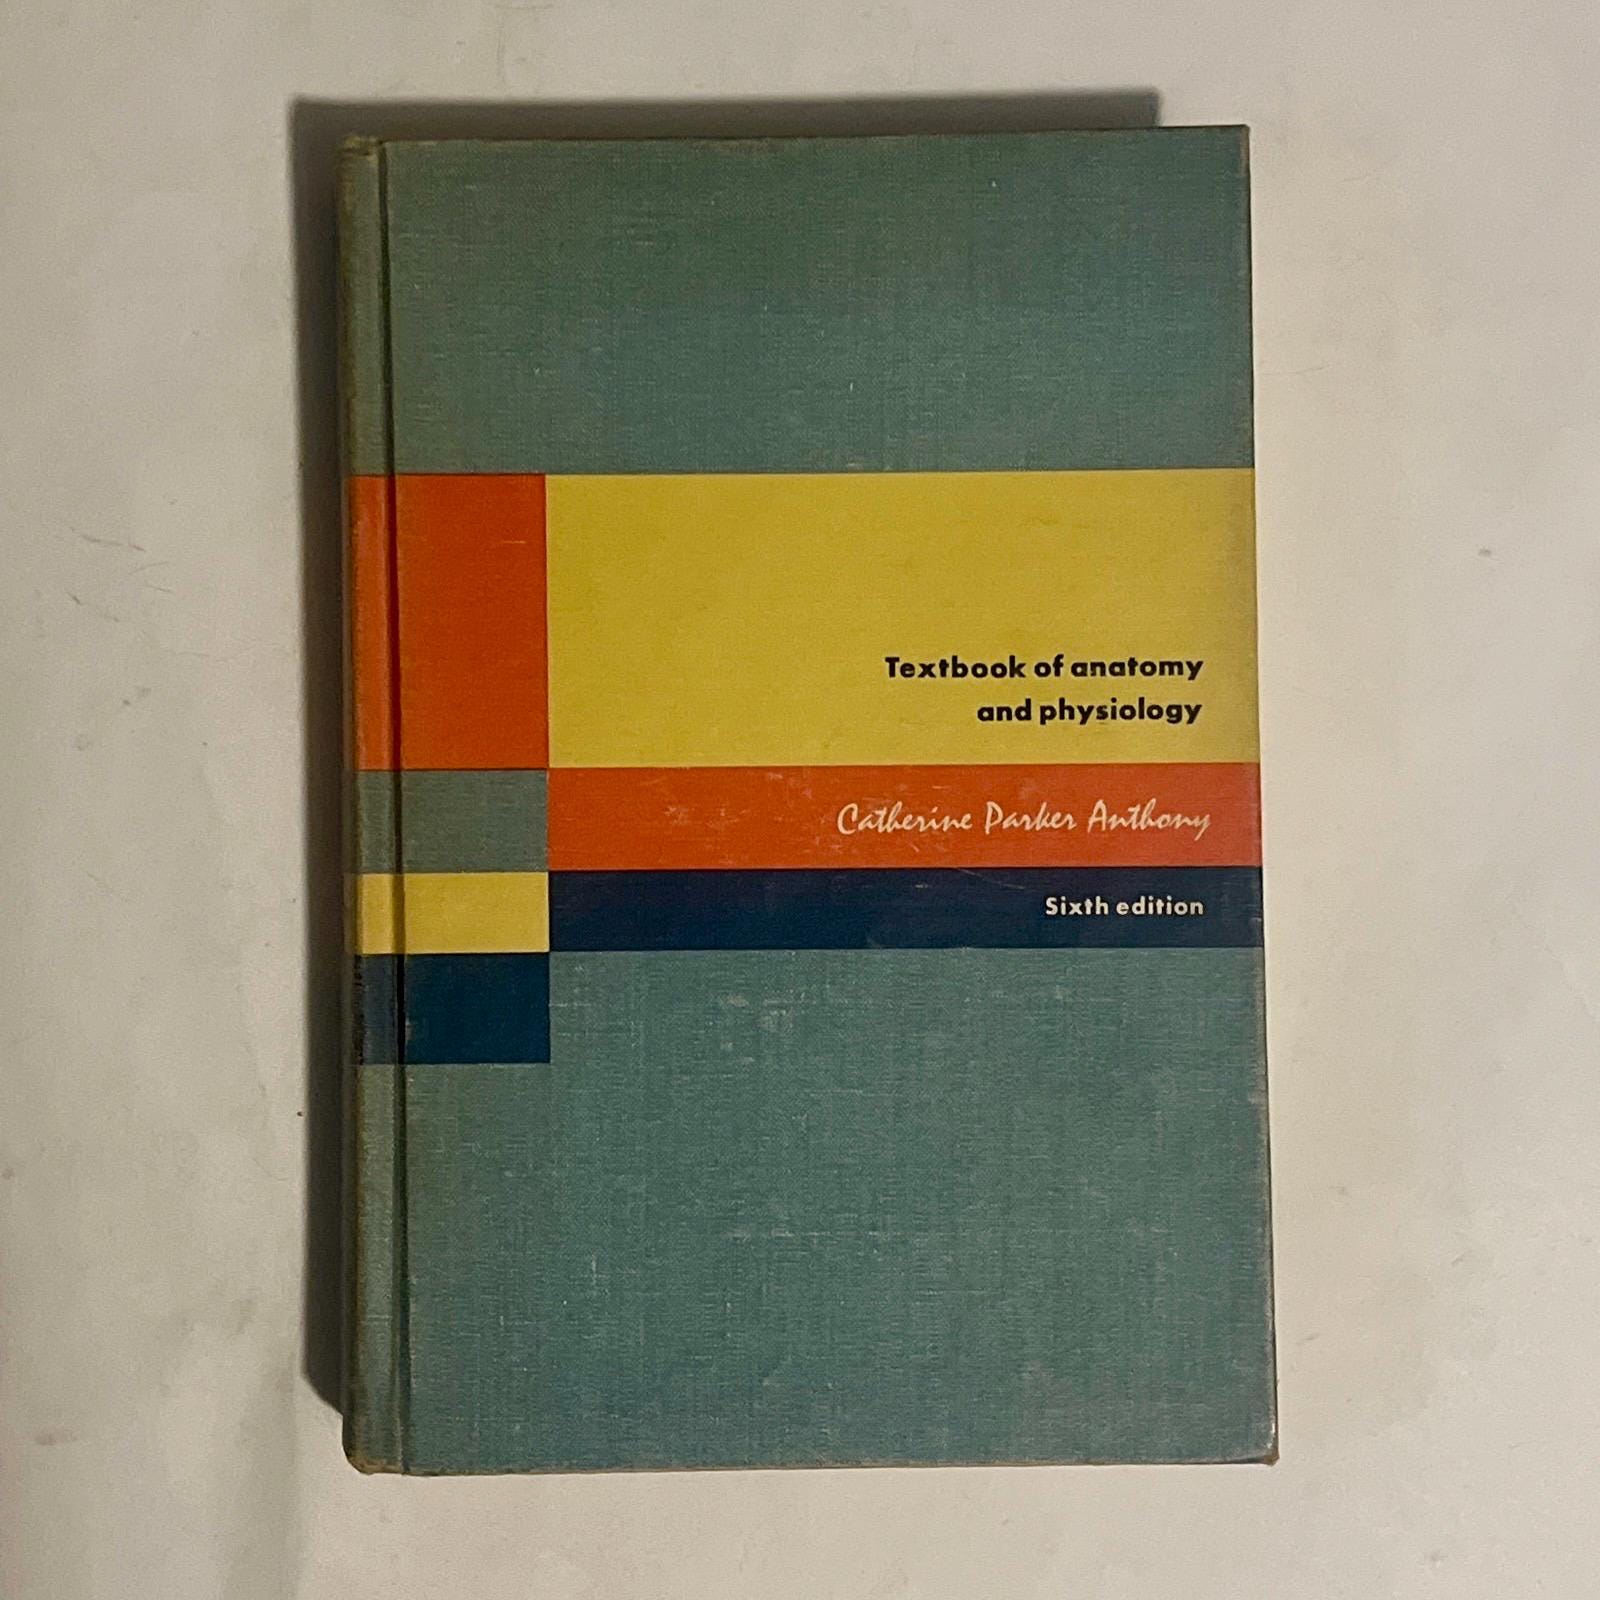 Textbook of anatomy
and physiology
Catherine Parker Anthony
Sixth edition